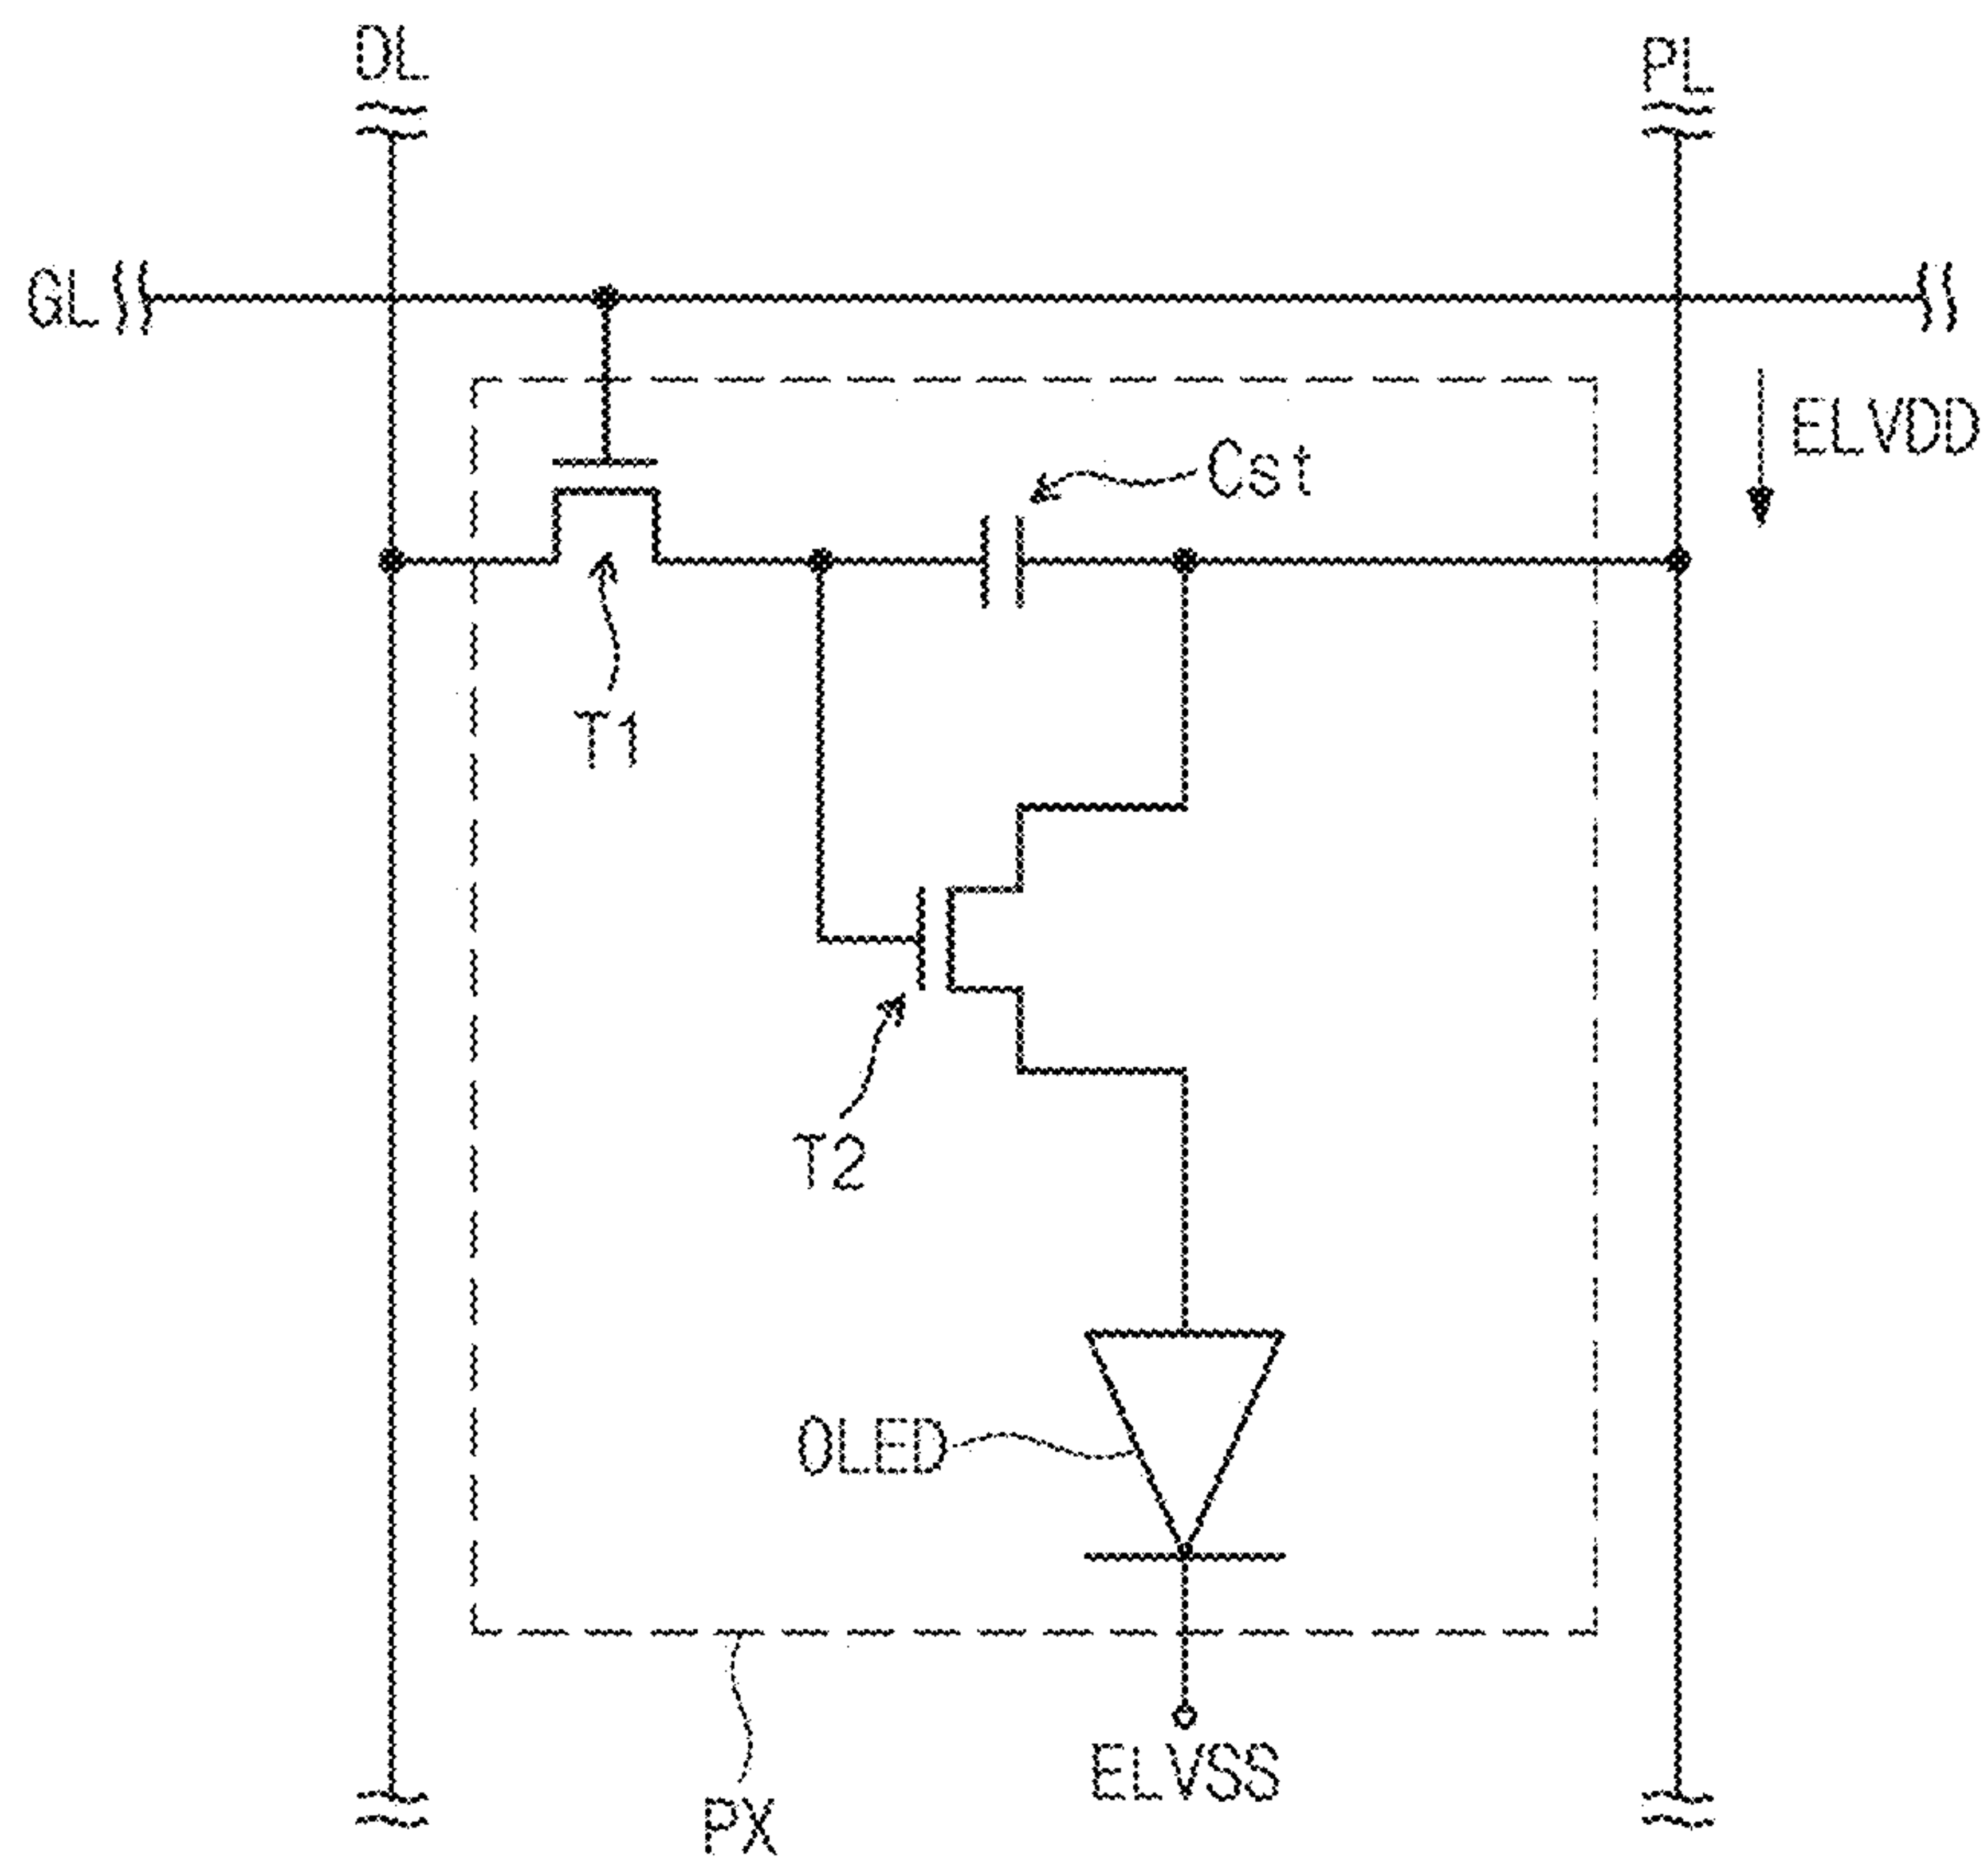 DL
PL
GL
ELVDD
Cst
T1
T2
OLED
ELVSS
PX